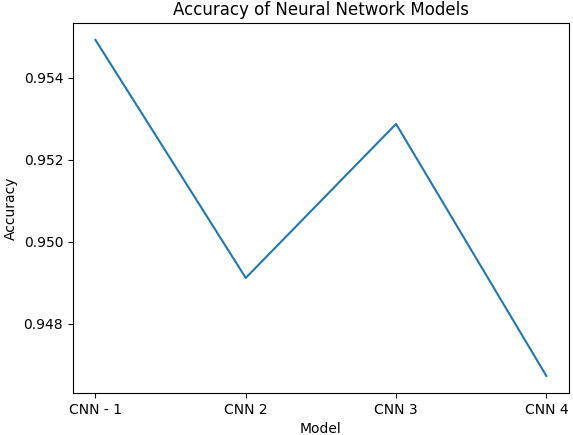 Accuracy of Neural Network Models
0.954
0.952
0.950
0.948
Accuracy
CNN - 1 CNN 2 CNN 3 CNN 4
Model